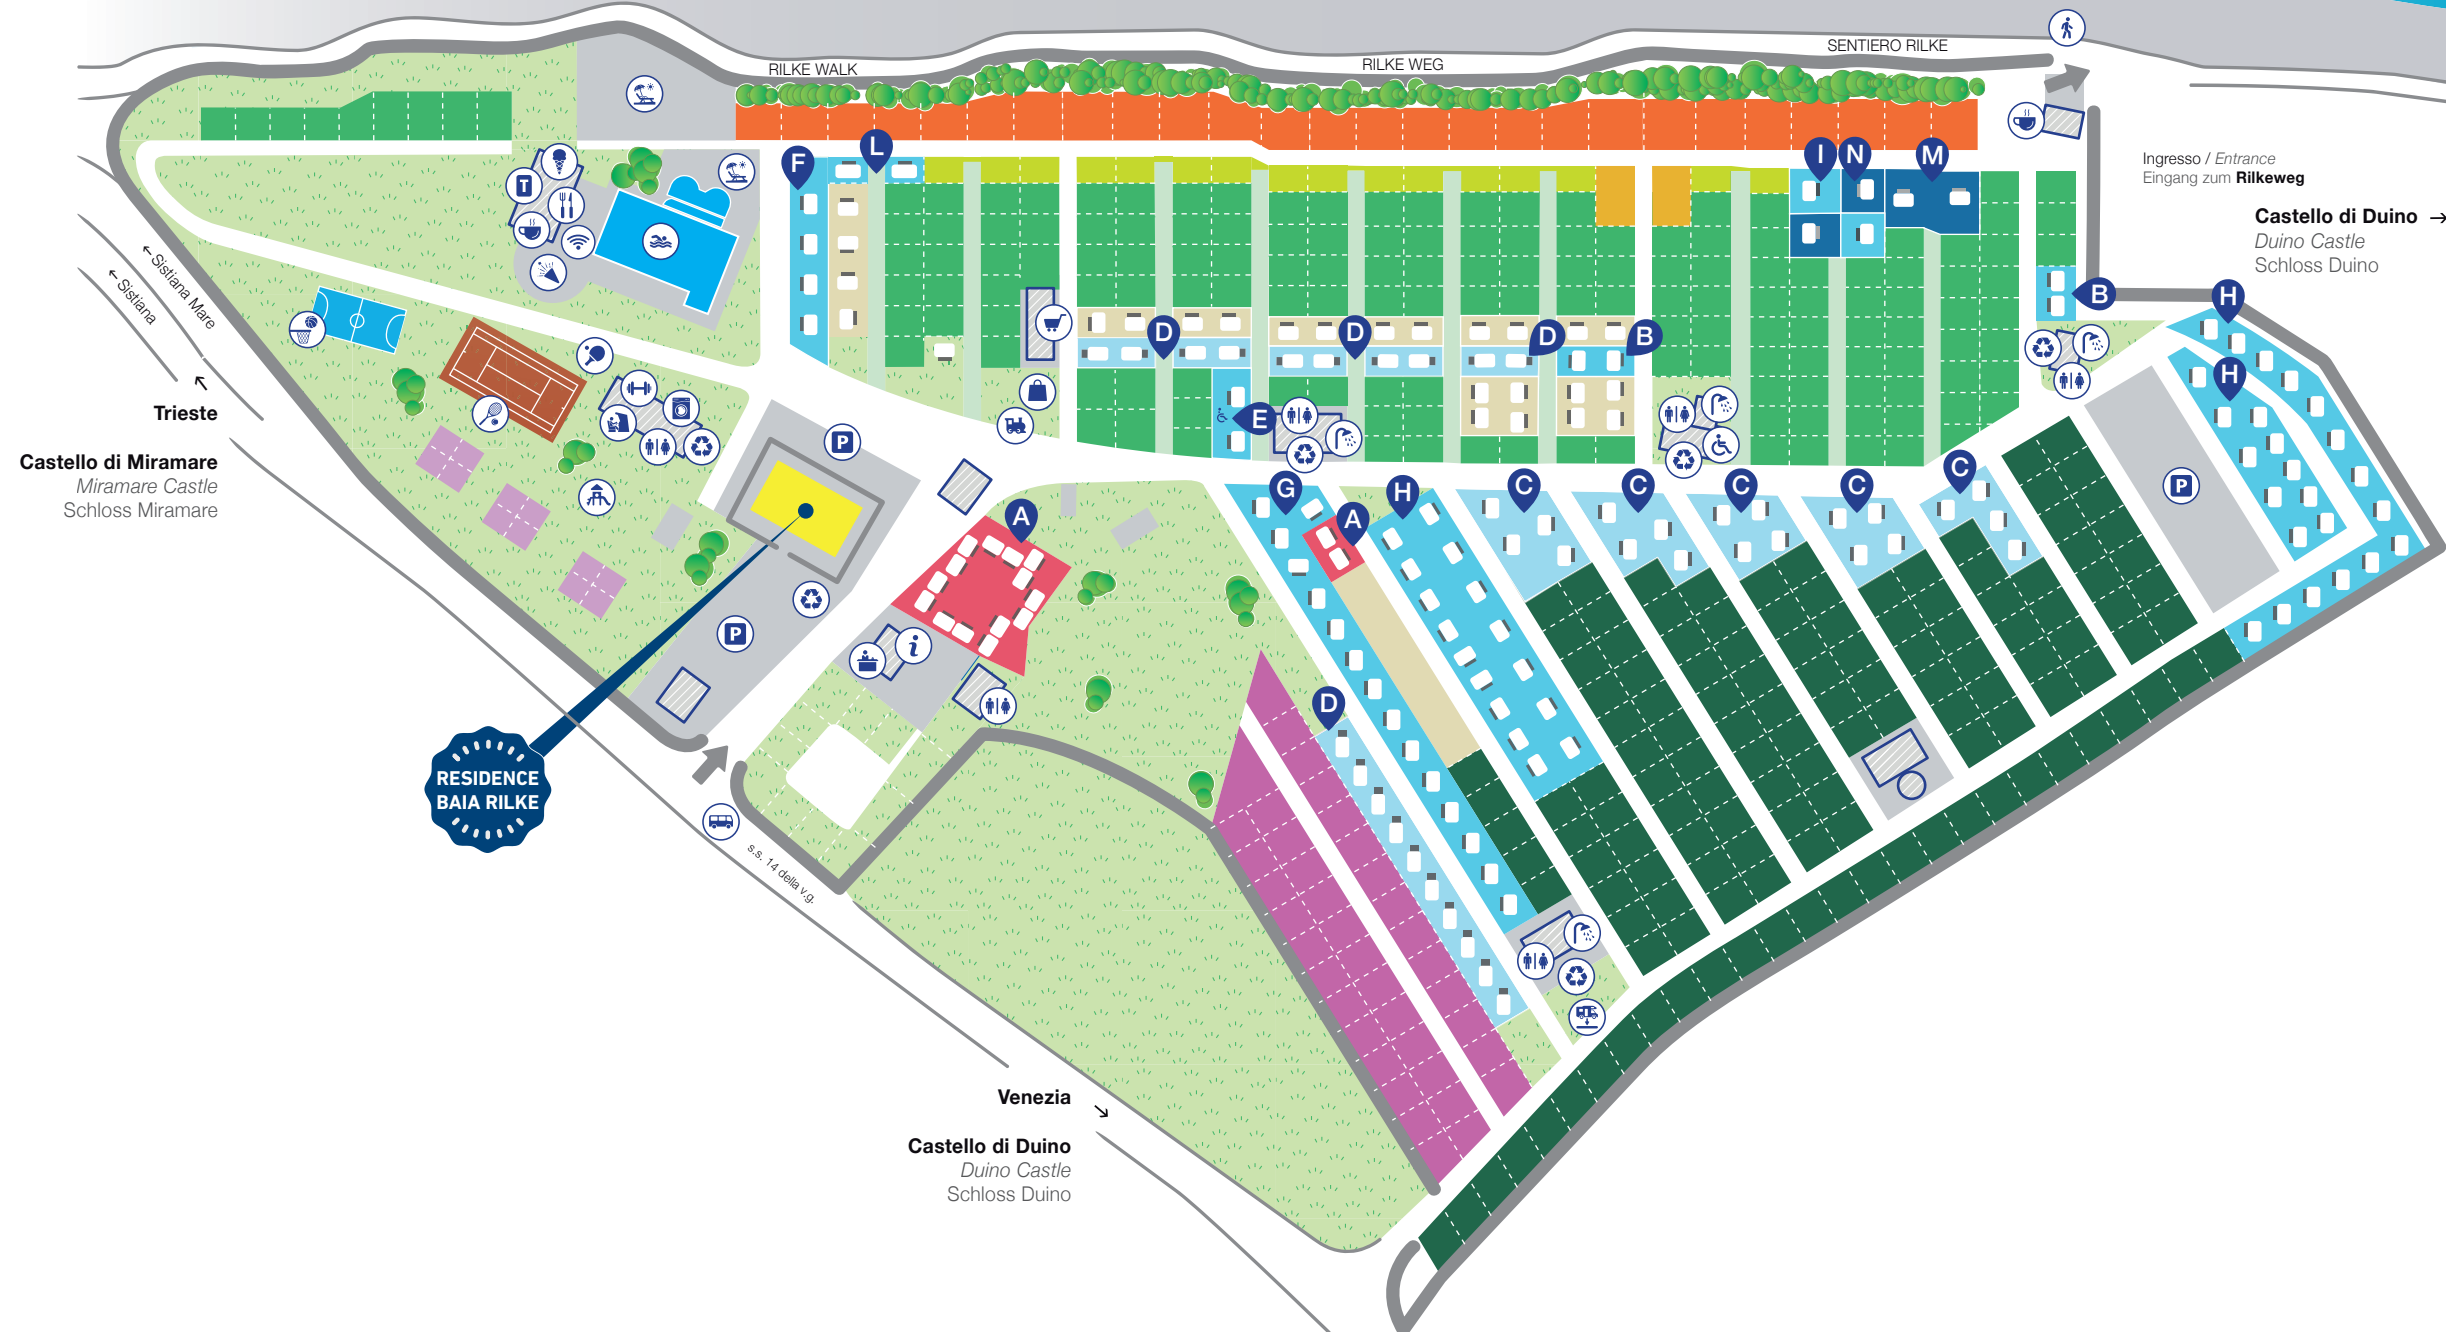 RILKE WALK
RILKE WEG
SENTIERO RILKE
Ingresso / Entrance
Eingang zum Rilkeweg
Castello di Duino →
Duino Castle
Schloss Duino
← Sistiana Mare
← Sistiana
Trieste
Castello di Miramare
Miramare Castle
Schloss Miramare
F
L
I
N
M
T
B
H
H
D
D
D
B
E
P
G
A
H
C
C
C
C
C
P
A
i
P
D
RESIDENCE
BAIA RILKE
s.s. 14 della v.g.
Venezia
Castello di Duino
Duino Castle
Schloss Duino